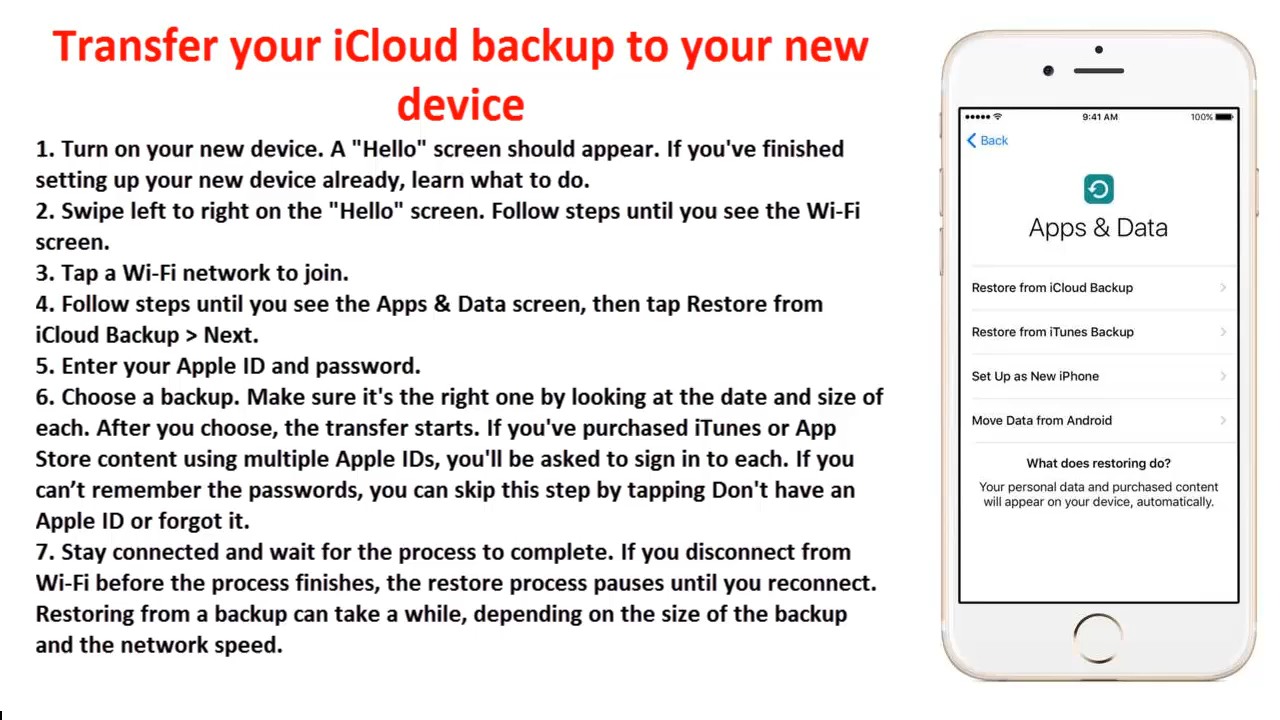 Transfer your iCloud backup to your new
device
1. Turn on your new device. A "Hello" screen should appear. If you've finished
setting up your new device already, learn what to do.
2. Swipe left to right on the "Hello" screen. Follow steps until you see the Wi-Fi
screen.
3. Tap a Wi-Fi network to join.
4. Follow steps until you see the Apps & Data screen, then tap Restore from
iCloud Backup > Next.
5. Enter your Apple ID and password.
6. Choose a backup. Make sure it's the right one by looking at the date and size of
each. After you choose, the transfer starts. If you've purchased iTunes or App
Store content using multiple Apple IDs, you'll be asked to sign in to each. If you
can’t remember the passwords, you can skip this step by tapping Don't have an
Apple ID or forgot it.
7. Stay connected and wait for the process to complete. If you disconnect from
Wi-Fi before the process finishes, the restore process pauses until you reconnect.
Restoring from a backup can take a while, depending on the size of the backup
and the network speed.
9:41 AM 100%
Back
Apps & Data
Restore from iCloud Backup
Restore from iTunes Backup
Set Up as New iPhone
Move Data from Android
What does restoring do?
Your personal data and purchased content
will appear on your device, automatically.